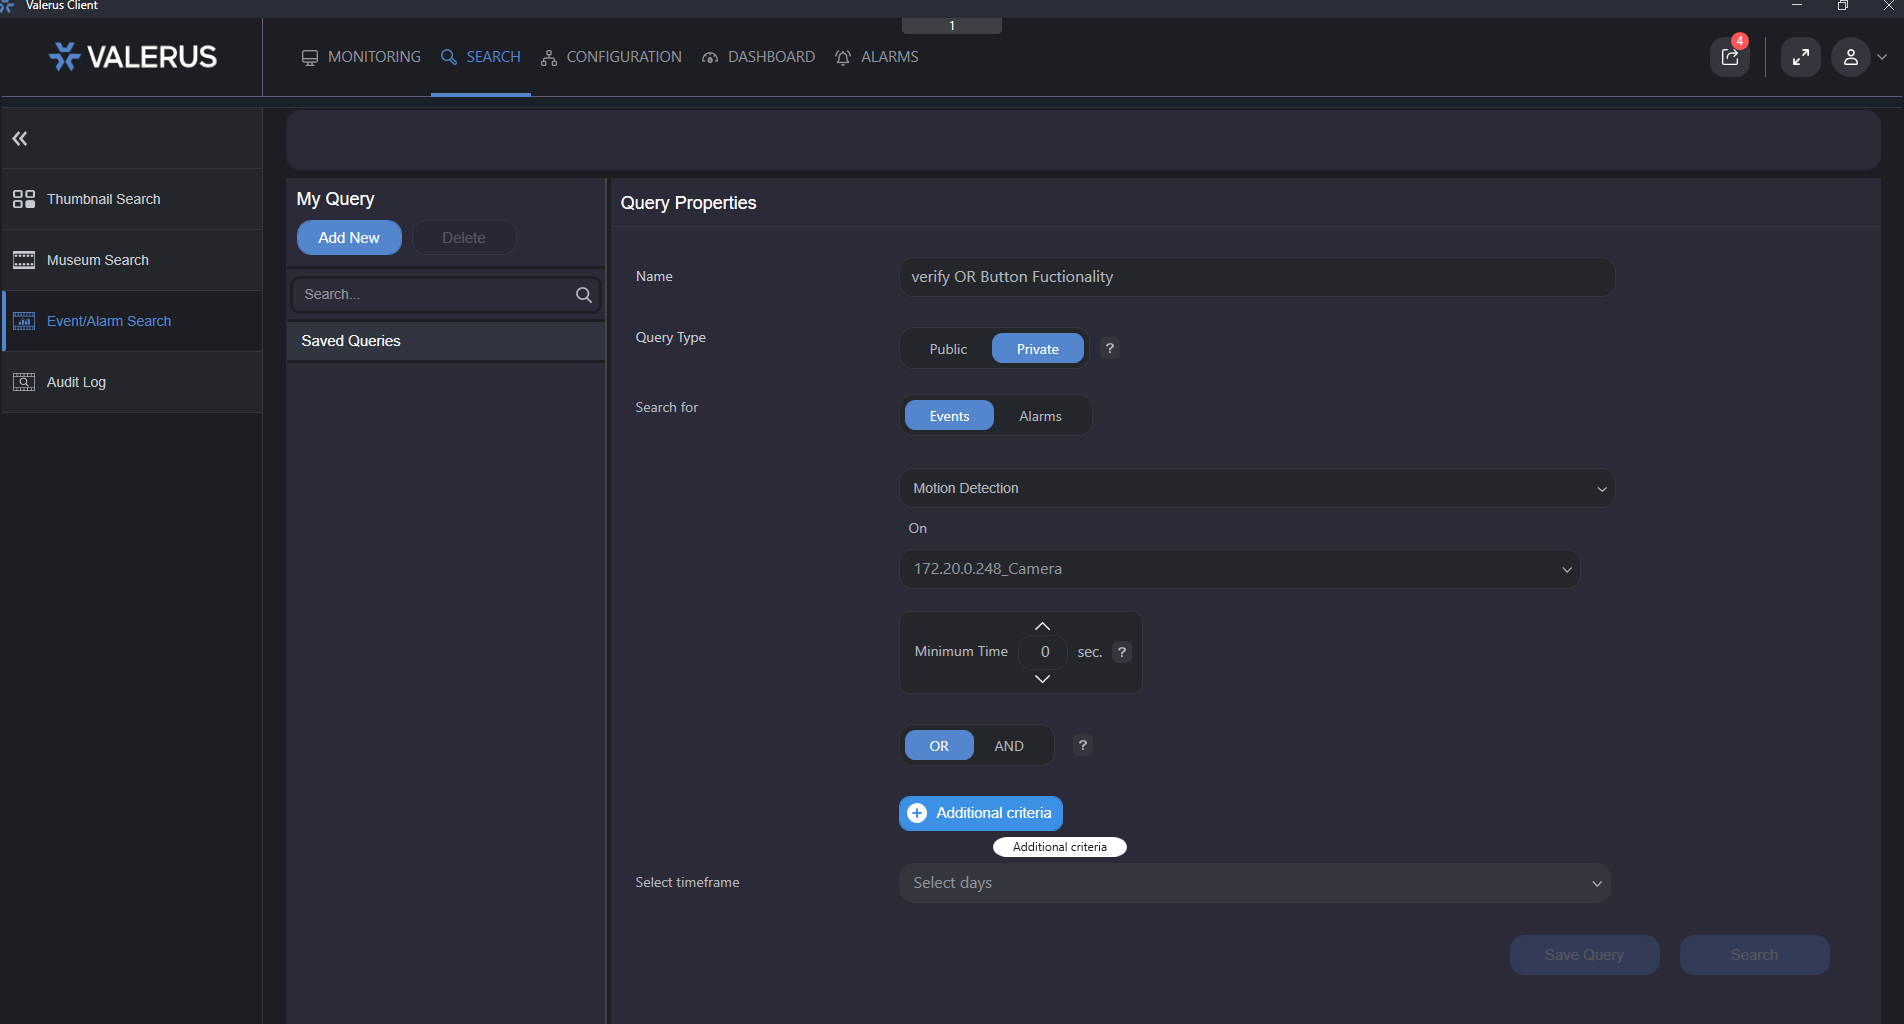 Valerus Client
1
VALERUS
MONITORING
SEARCH
CONFIGURATION
DASHBOARD
ALARMS
4
Thumbnail Search
Museum Search
Event/Alarm Search
Audit Log
My Query
Add New
Delete
Search...
Saved Queries
Query Properties
Name
verify OR Button Fuctionality
Query Type
Public
Private
?
Search for
Events
Alarms
Motion Detection
On
172.20.0.248_Camera
Minimum Time
0
sec.
?
OR
AND
?
Additional criteria
Additional criteria
Select timeframe
Select days
Save Query
Search